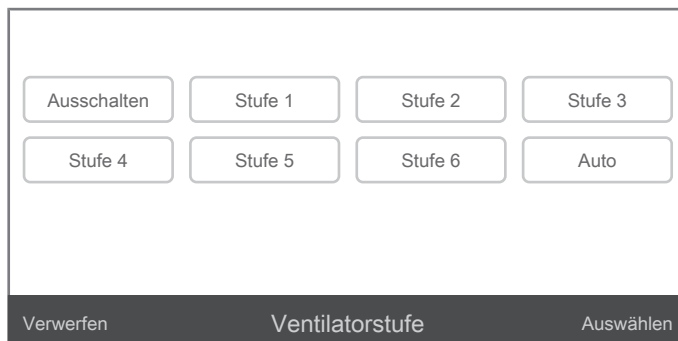 Ausschalten Stufe 1 Stufe 2 Stufe 3
Stufe 4 Stufe 5 Stufe 6 Auto
Verwerfen Ventilatorstufe Auswählen